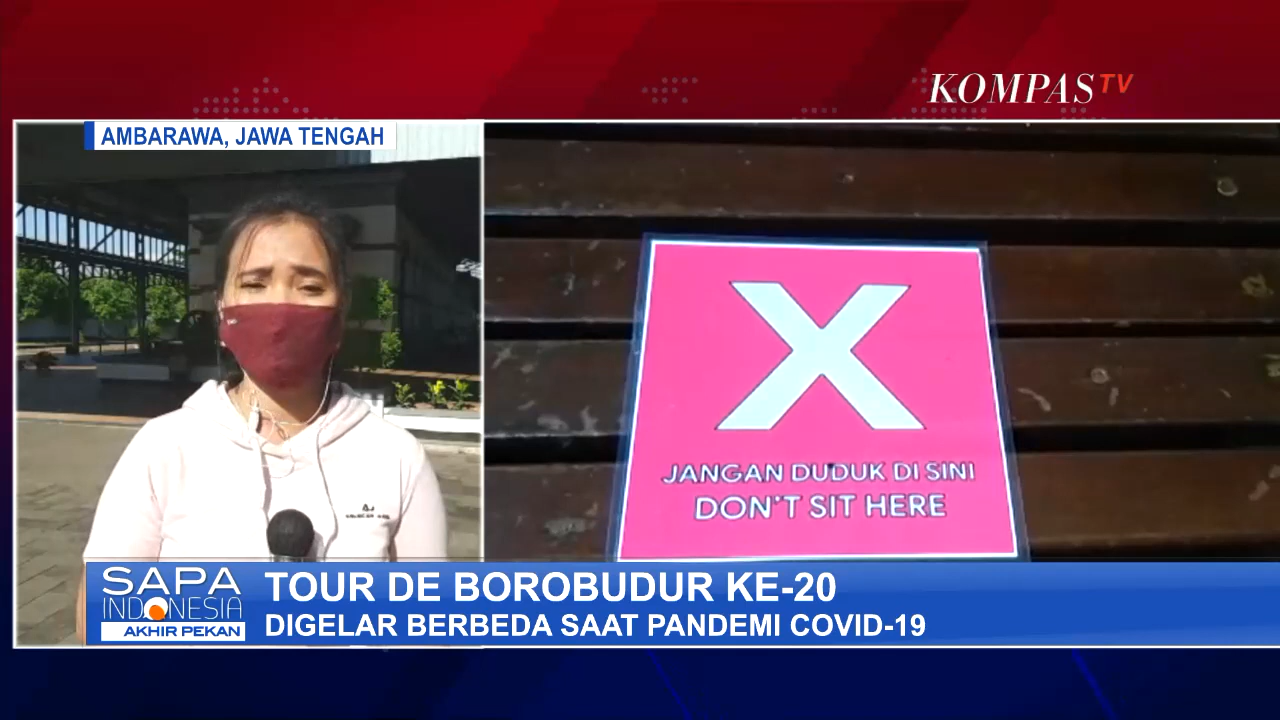 KOMPAS TV
AMBARAWA, JAWA TENGAH
X
JANGAN DUDUK DI SINI
DON'T SIT HERE
SAPA
INDONESIA
AKHIR PEKAN
TOUR DE BOROBUDUR KE-20
DIGELAR BERBEDA SAAT PANDEMI COVID-19